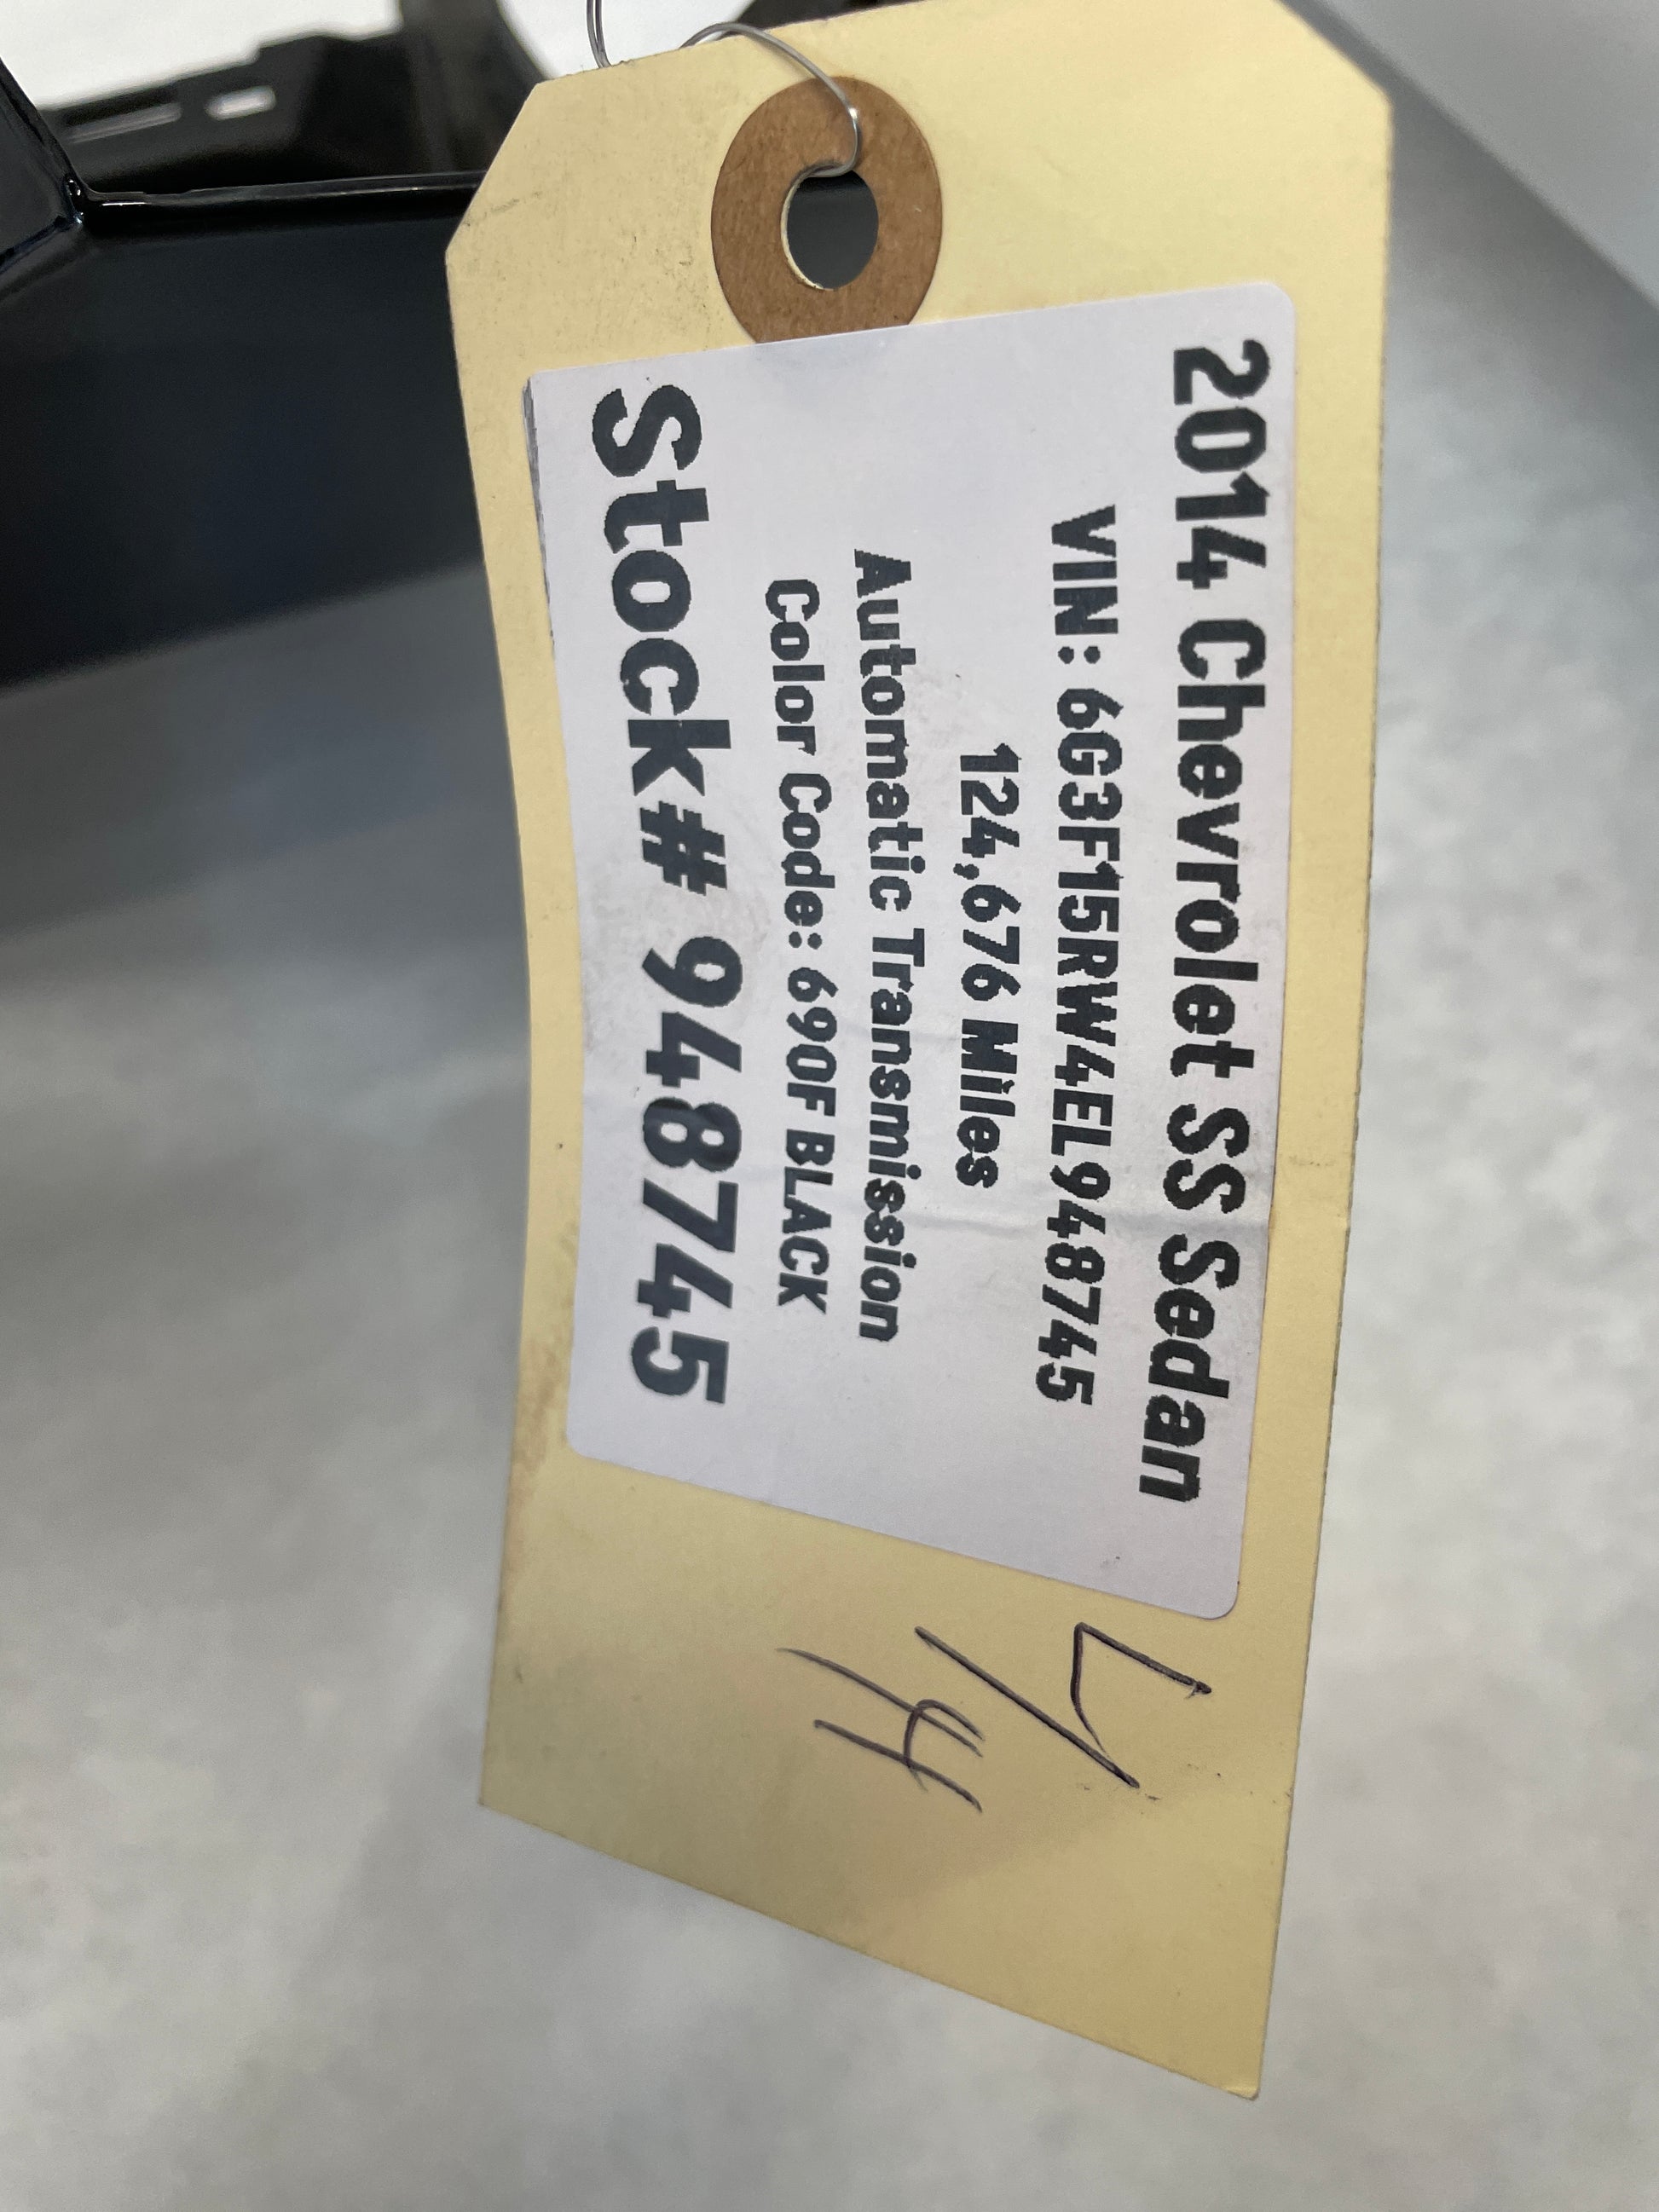 2014 Chevrolet SS Sedan
VIN: 6G3F15RW4EL948745
124,676 Miles
Automatic Transmission
Color Code: 690F BLACK
Stock# 948745